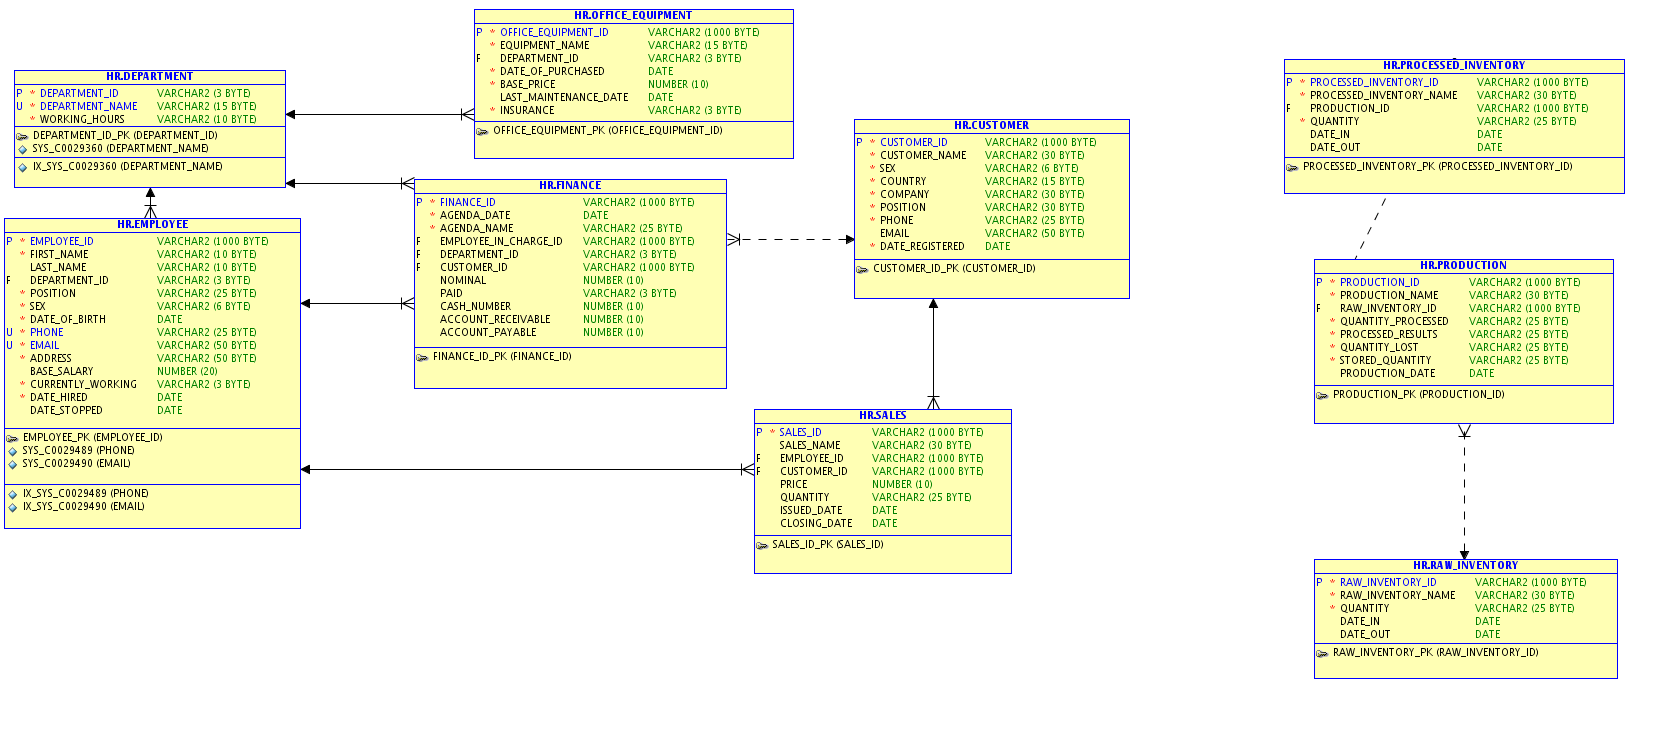 HR.OFFICE_EQUIPMENT
P * OFFICE_EQUIPMENT_ID VARCHAR2 (1000 BYTE)
* EQUIPMENT_NAME VARCHAR2 (15 BYTE)
F DEPARTMENT_ID VARCHAR2 (3 BYTE)
* DATE_OF_PURCHASED DATE
* BASE_PRICE NUMBER (10)
LAST_MAINTENANCE_DATE DATE
* INSURANCE VARCHAR2 (3 BYTE)
OFFICE_EQUIPMENT_PK (OFFICE_EQUIPMENT_ID)
HR.DEPARTMENT
P * DEPARTMENT_ID VARCHAR2 (3 BYTE)
U * DEPARTMENT_NAME VARCHAR2 (15 BYTE)
* WORKING_HOURS VARCHAR2 (10 BYTE)
DEPARTMENT_ID_PK (DEPARTMENT_ID)
SYS_C0029360 (DEPARTMENT_NAME)
IX_SYS_C0029360 (DEPARTMENT_NAME)
HR.EMPLOYEE
P * EMPLOYEE_ID VARCHAR2 (1000 BYTE)
* FIRST_NAME VARCHAR2 (10 BYTE)
LAST_NAME VARCHAR2 (10 BYTE)
F DEPARTMENT_ID VARCHAR2 (3 BYTE)
* POSITION VARCHAR2 (25 BYTE)
* SEX VARCHAR2 (6 BYTE)
* DATE_OF_BIRTH DATE
U * PHONE VARCHAR2 (25 BYTE)
U * EMAIL VARCHAR2 (50 BYTE)
* ADDRESS VARCHAR2 (50 BYTE)
BASE_SALARY NUMBER (20)
* CURRENTLY_WORKING VARCHAR2 (3 BYTE)
* DATE_HIRED DATE
DATE_STOPPED DATE
EMPLOYEE_PK (EMPLOYEE_ID)
SYS_C0029489 (PHONE)
SYS_C0029490 (EMAIL)
IX_SYS_C0029489 (PHONE)
IX_SYS_C0029490 (EMAIL)
HR.FINANCE
P * FINANCE_ID VARCHAR2 (1000 BYTE)
* AGENDA_DATE DATE
* AGENDA_NAME VARCHAR2 (25 BYTE)
F EMPLOYEE_IN_CHARGE_ID VARCHAR2 (1000 BYTE)
F DEPARTMENT_ID VARCHAR2 (3 BYTE)
F CUSTOMER_ID VARCHAR2 (1000 BYTE)
NOMINAL NUMBER (10)
PAID VARCHAR2 (3 BYTE)
CASH_NUMBER NUMBER (10)
ACCOUNT_RECEIVABLE NUMBER (10)
ACCOUNT_PAYABLE NUMBER (10)
FINANCE_ID_PK (FINANCE_ID)
HR.CUSTOMER
P * CUSTOMER_ID VARCHAR2 (1000 BYTE)
* CUSTOMER_NAME VARCHAR2 (30 BYTE)
* SEX VARCHAR2 (6 BYTE)
* COUNTRY VARCHAR2 (15 BYTE)
* COMPANY VARCHAR2 (30 BYTE)
* POSITION VARCHAR2 (30 BYTE)
* PHONE VARCHAR2 (25 BYTE)
EMAIL VARCHAR2 (50 BYTE)
* DATE_REGISTERED DATE
CUSTOMER_ID_PK (CUSTOMER_ID)
HR.SALES
P * SALES_ID VARCHAR2 (1000 BYTE)
SALES_NAME VARCHAR2 (30 BYTE)
F EMPLOYEE_ID VARCHAR2 (1000 BYTE)
F CUSTOMER_ID VARCHAR2 (1000 BYTE)
PRICE NUMBER (10)
QUANTITY VARCHAR2 (25 BYTE)
ISSUED_DATE DATE
CLOSING_DATE DATE
SALES_ID_PK (SALES_ID)
HR.PROCESSED_INVENTORY
P * PROCESSED_INVENTORY_ID VARCHAR2 (1000 BYTE)
* PROCESSED_INVENTORY_NAME VARCHAR2 (30 BYTE)
F PRODUCTION_ID VARCHAR2 (1000 BYTE)
* QUANTITY VARCHAR2 (25 BYTE)
DATE_IN DATE
DATE_OUT DATE
PROCESSED_INVENTORY_PK (PROCESSED_INVENTORY_ID)
HR.PRODUCTION
P * PRODUCTION_ID VARCHAR2 (1000 BYTE)
* PRODUCTION_NAME VARCHAR2 (30 BYTE)
F RAW_INVENTORY_ID VARCHAR2 (1000 BYTE)
* QUANTITY_PROCESSED VARCHAR2 (25 BYTE)
* PROCESSED_RESULTS VARCHAR2 (25 BYTE)
* QUANTITY_LOST VARCHAR2 (25 BYTE)
* STORED_QUANTITY VARCHAR2 (25 BYTE)
PRODUCTION_DATE DATE
PRODUCTION_PK (PRODUCTION_ID)
HR.RAW_INVENTORY
P * RAW_INVENTORY_ID VARCHAR2 (1000 BYTE)
* RAW_INVENTORY_NAME VARCHAR2 (30 BYTE)
* QUANTITY VARCHAR2 (25 BYTE)
DATE_IN DATE
DATE_OUT DATE
RAW_INVENTORY_PK (RAW_INVENTORY_ID)